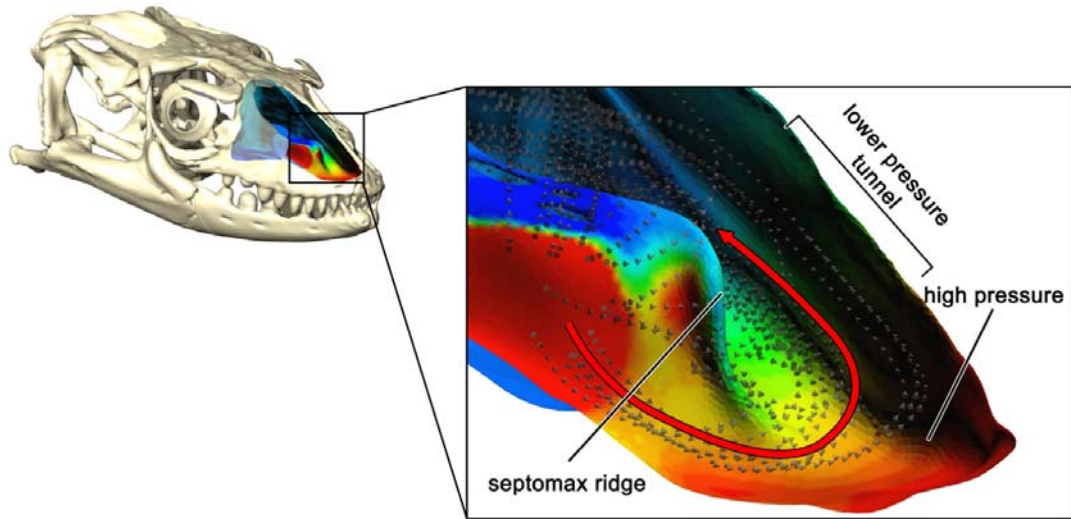 lower pressure
tunnel
high pressure
septomax ridge